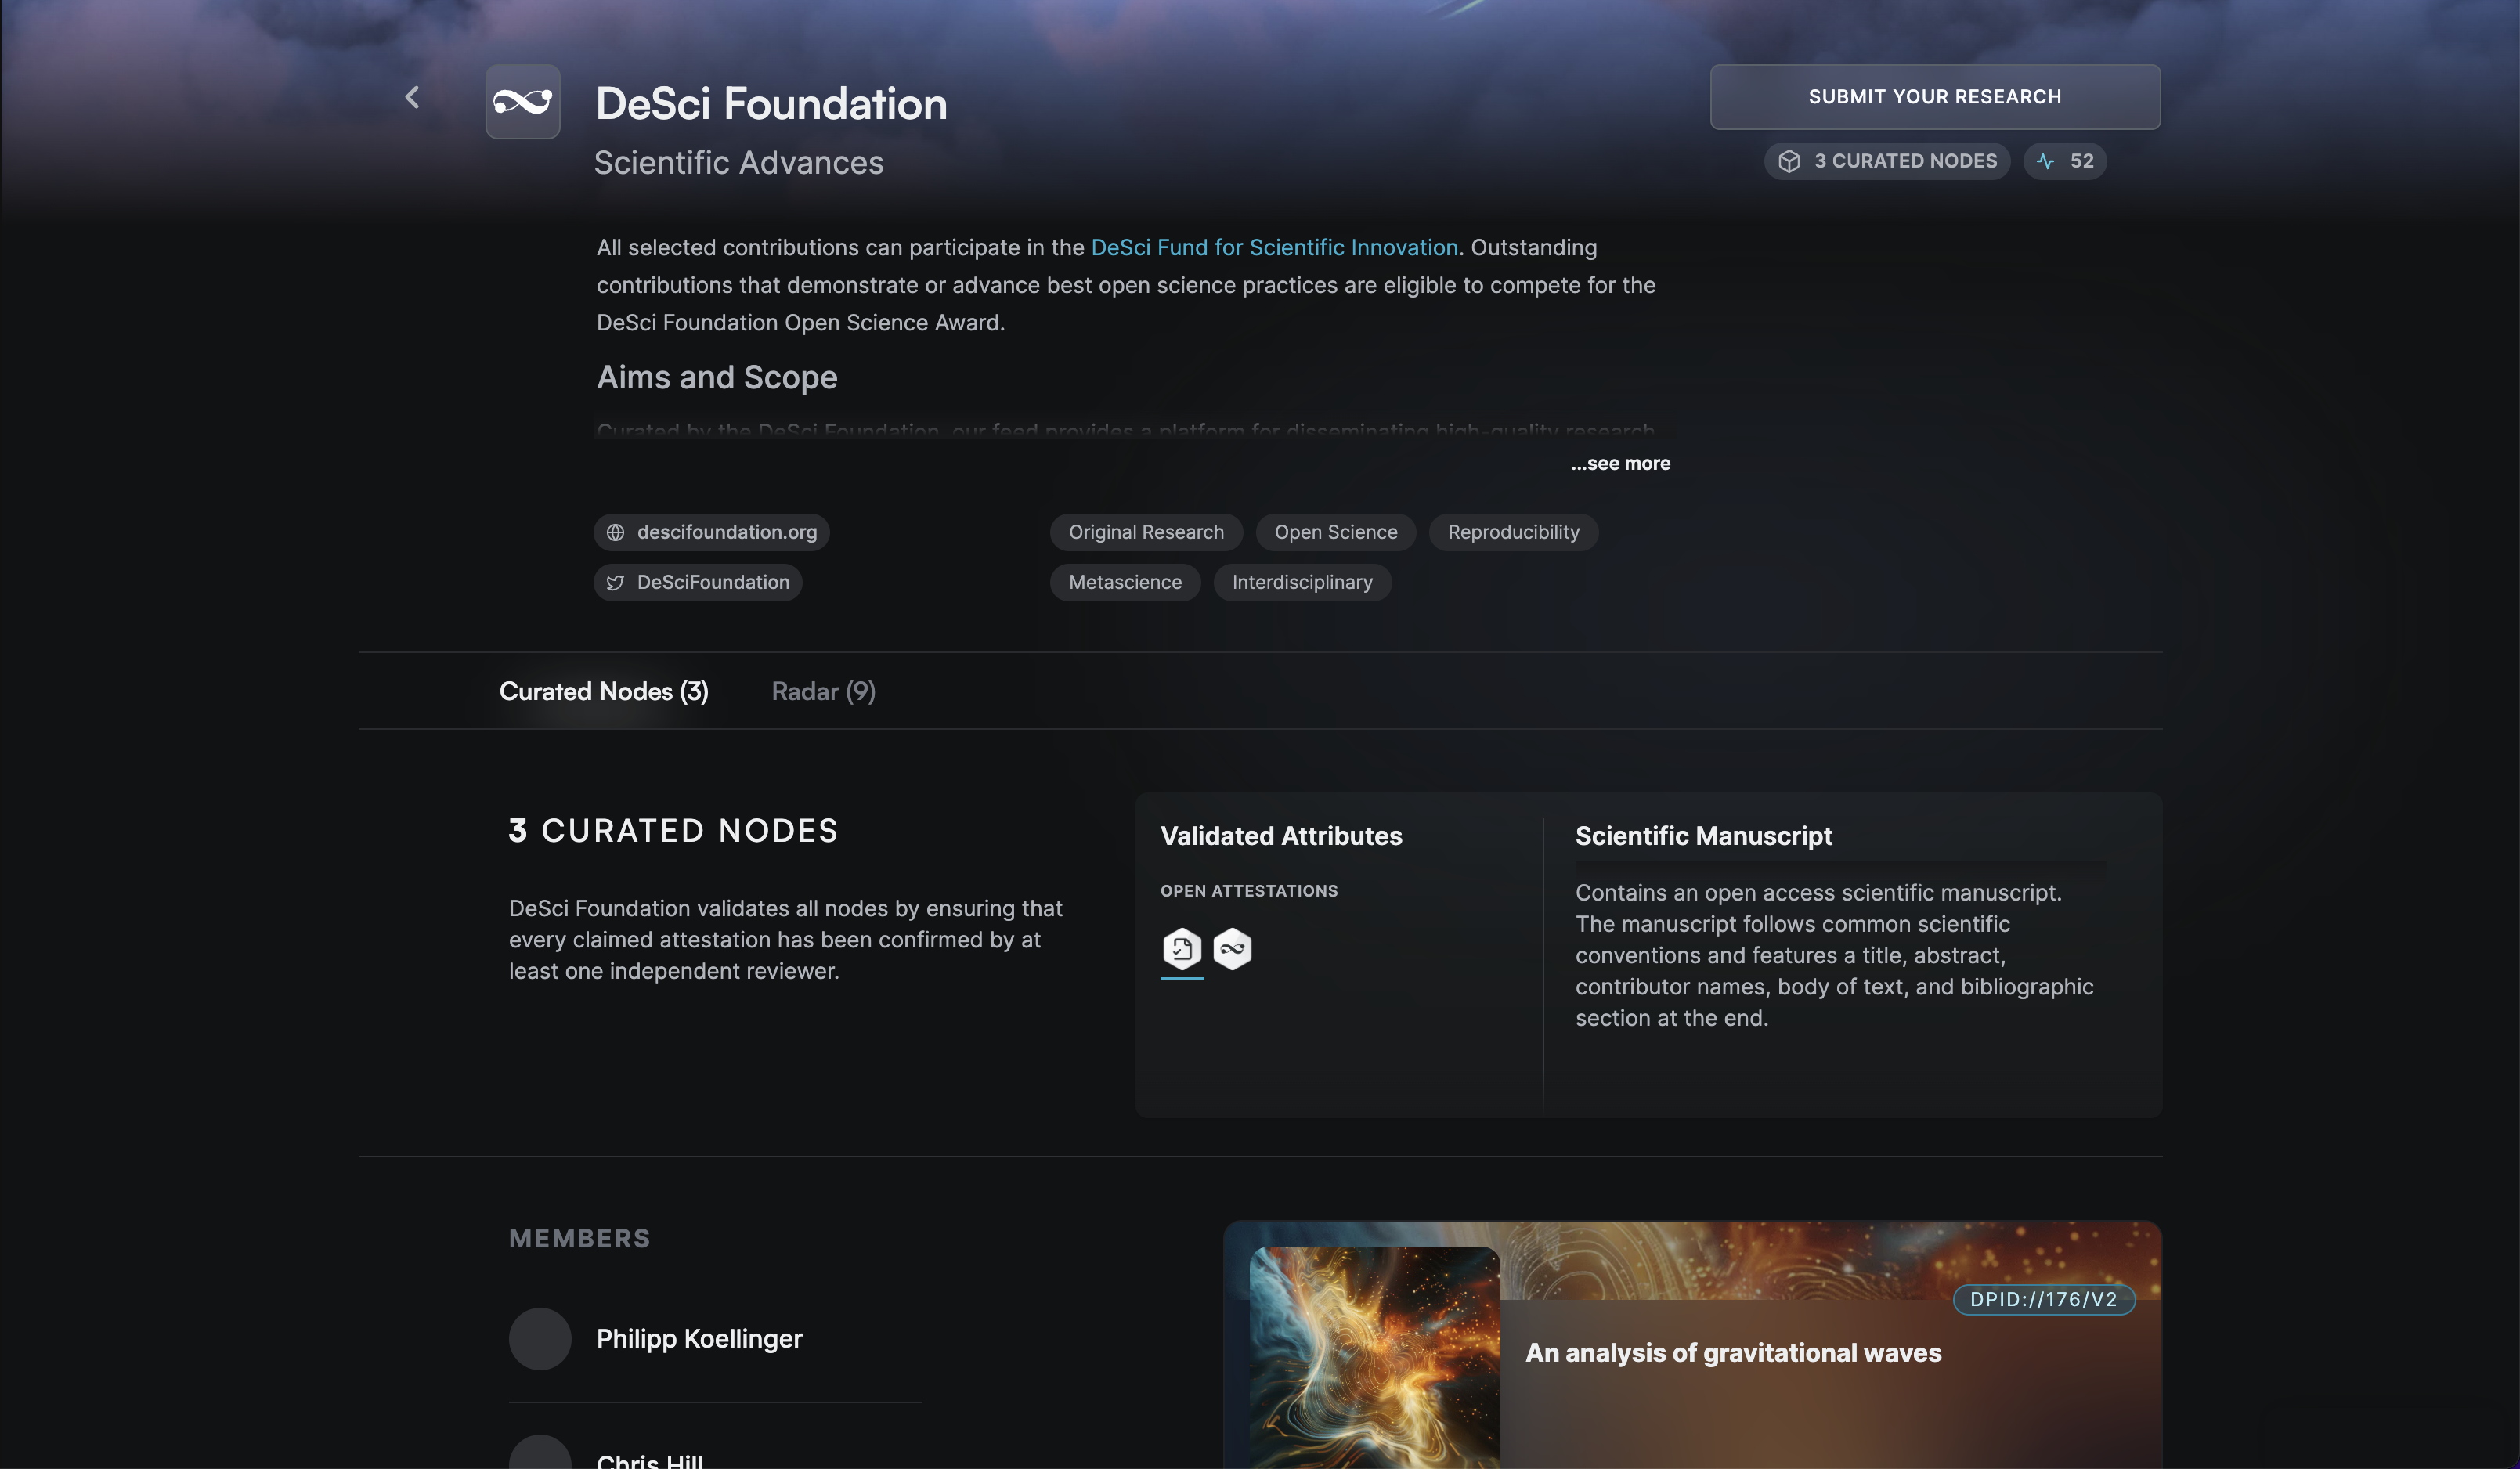 DeSci Foundation
Scientific Advances
SUBMIT YOUR RESEARCH
3 CURATED NODES
52
All selected contributions can participate in the DeSci Fund for Scientific Innovation. Outstanding
contributions that demonstrate or advance best open science practices are eligible to compete for the
DeSci Foundation Open Science Award.
Aims and Scope
Curated by the DeSci Foundation, our feed provides a platform for disseminating high-quality research
...see more
descifoundation.org
DeSciFoundation
Original Research
Open Science
Reproducibility
Metascience
Interdisciplinary
Curated Nodes (3)
Radar (9)
3 CURATED NODES
DeSci Foundation validates all nodes by ensuring that
every claimed attestation has been confirmed by at
least one independent reviewer.
Validated Attributes
OPEN ATTESTATIONS
Scientific Manuscript
Contains an open access scientific manuscript.
The manuscript follows common scientific
conventions and features a title, abstract,
contributor names, body of text, and bibliographic
section at the end.
MEMBERS
Philipp Koellinger
Chris Hill
DPID://176/V2
An analysis of gravitational waves